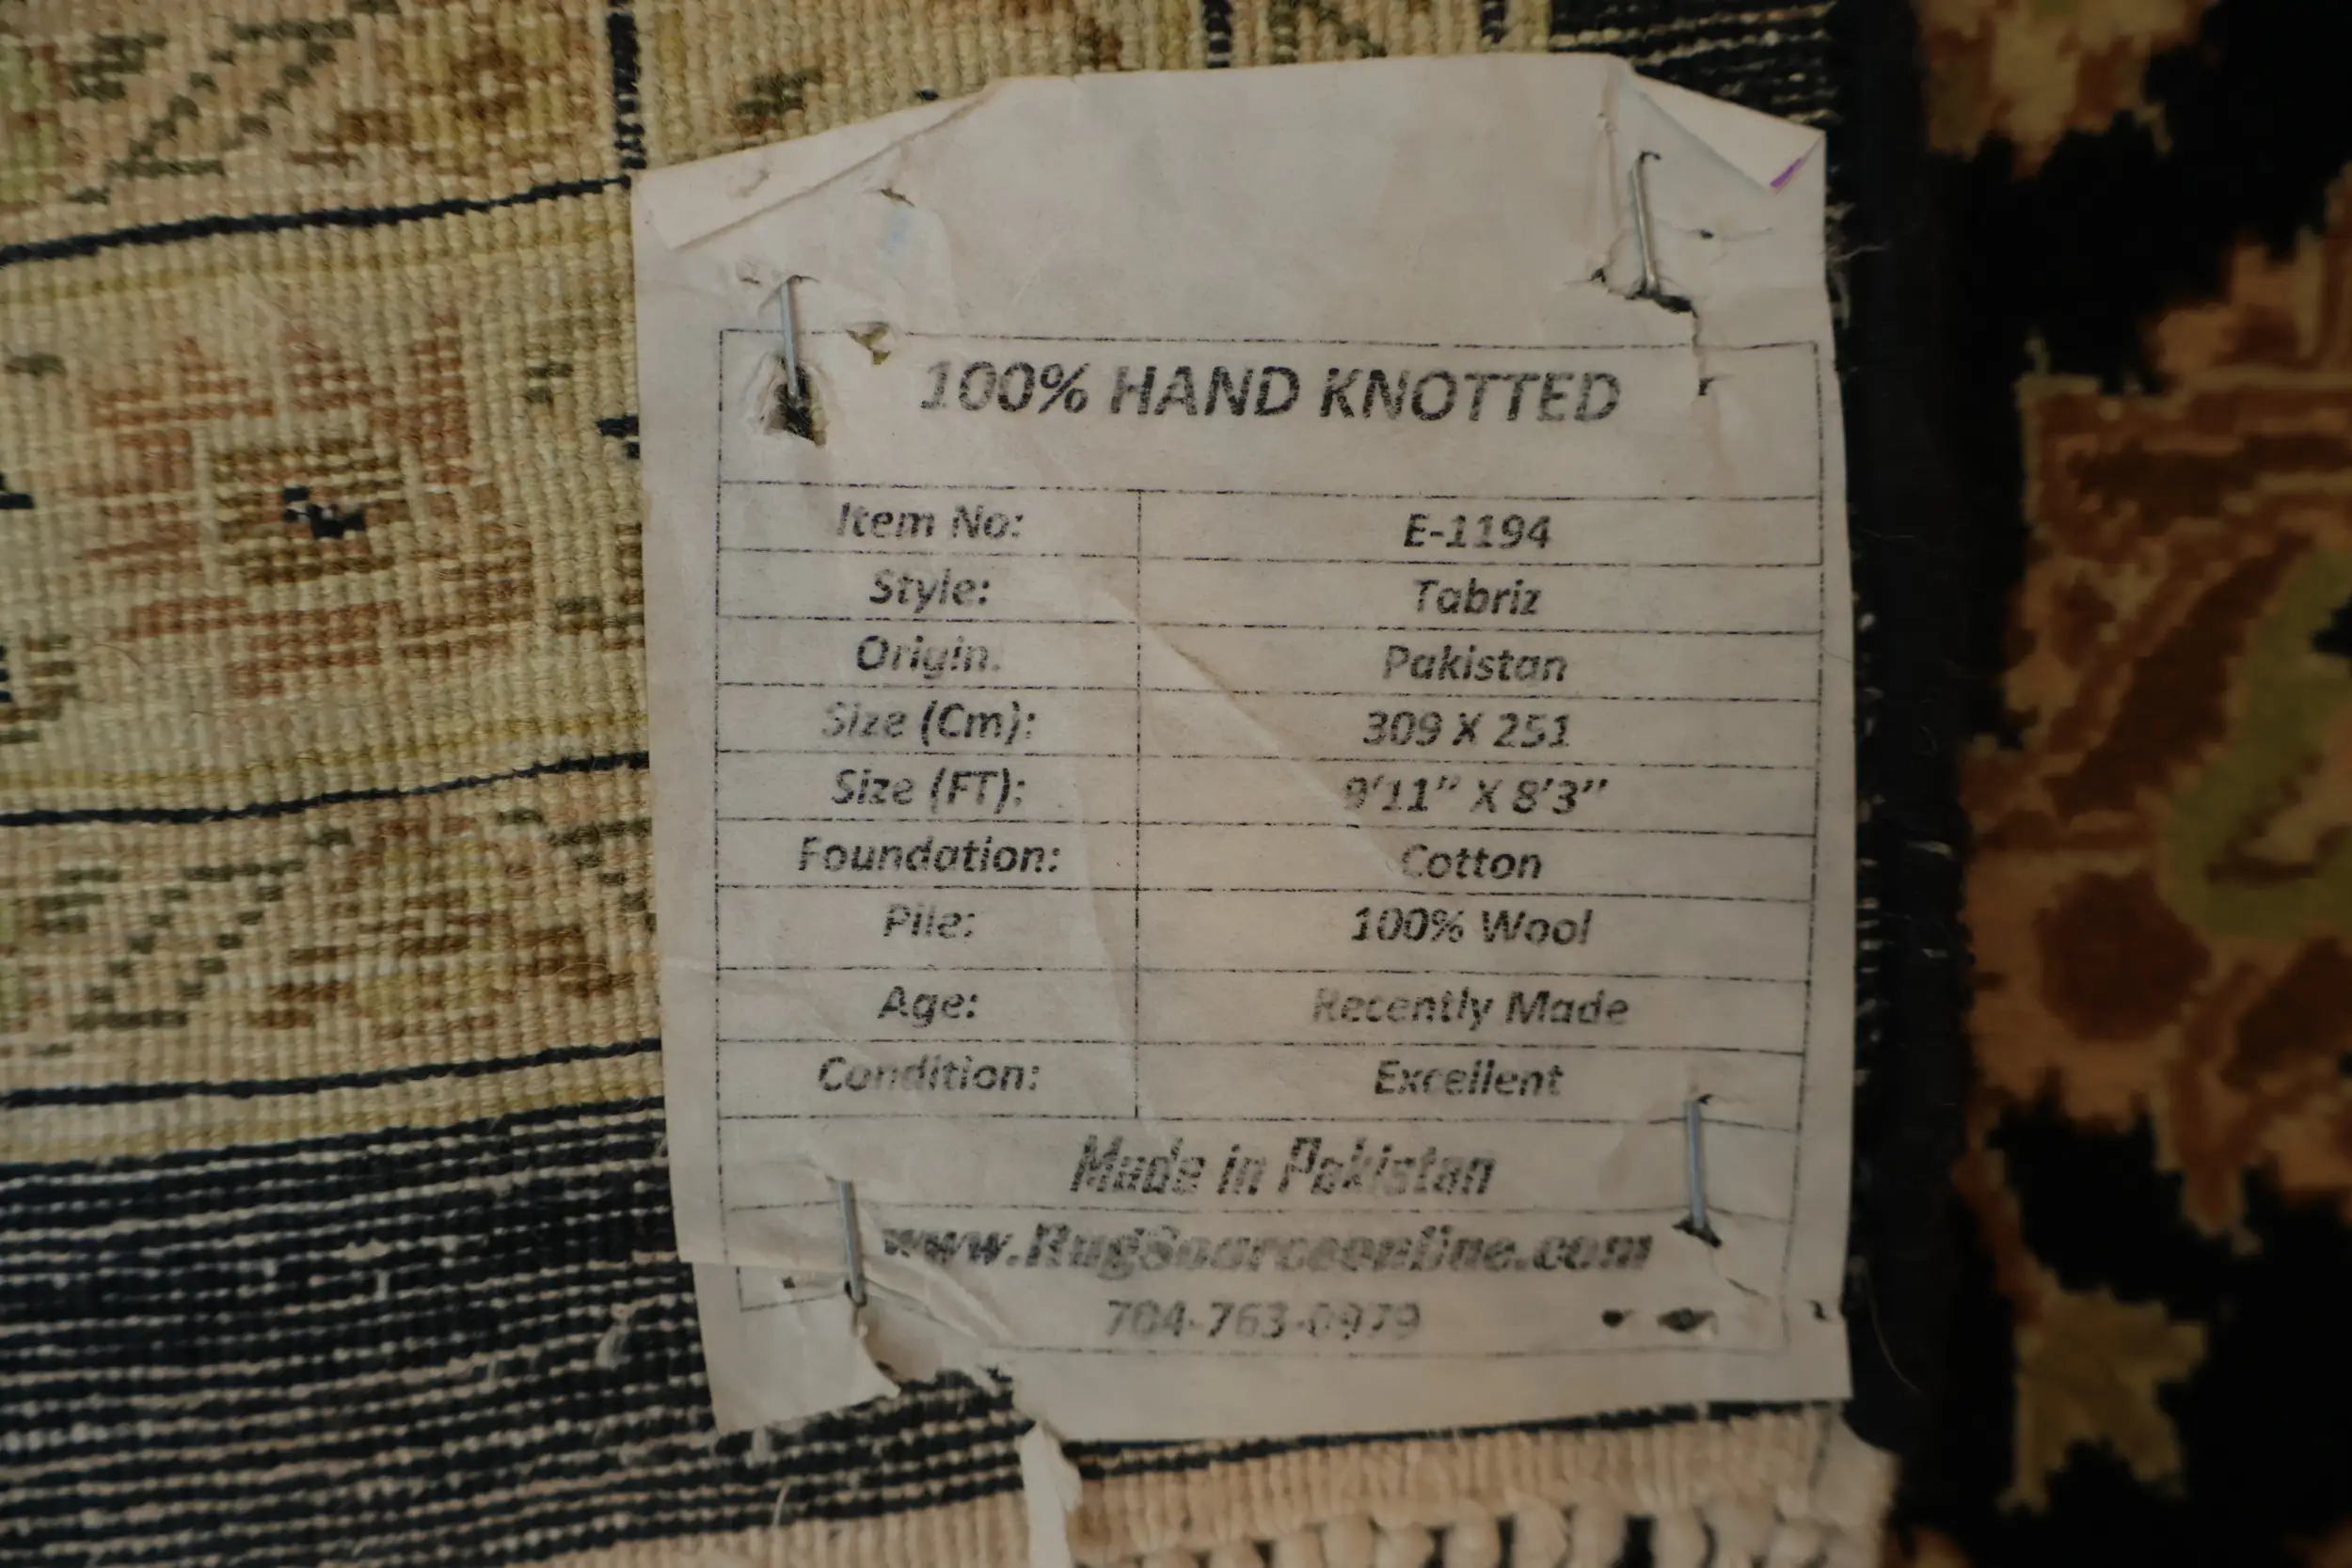 100% HAND KNOTTED
Item No: E-1194
Style: Tabriz
Origin: Pakistan
Size (Cm): 309 X 251
Size (FT): 9'11" X 8'3"
Foundation: Cotton
Pile: 100% Wool
Age: Recently Made
Condition: Excellent
Made in Pakistan
www.RugSourceonline.com
704-763-0979